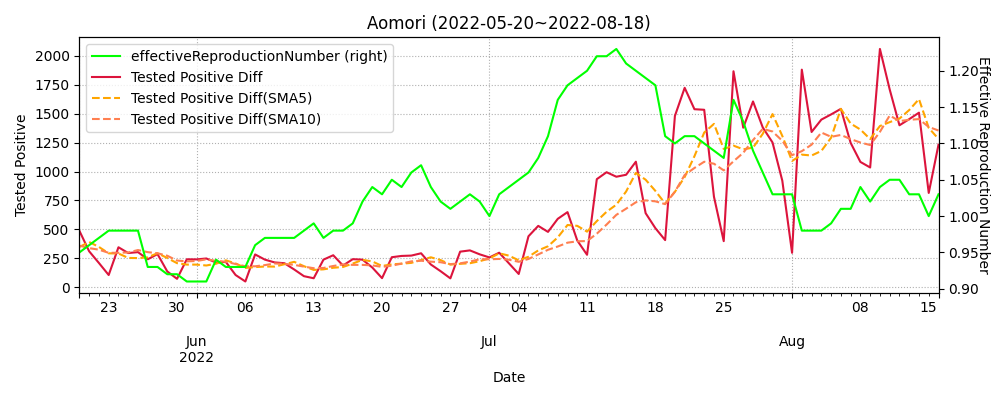 Aomori (2022-05-20~2022-08-18)
effectiveReproductionNumber (right)
Tested Positive Diff
Tested Positive Diff(SMA5)
Tested Positive Diff(SMA10)
Tested Positive
2000
1750
1500
1250
1000
750
500
250
0
1.20
1.15
1.10
1.05
1.00
0.95
0.90
Effective Reproduction Number
23 30 06 13 20 27 04 11 18 25 08 15
Jun Jul Aug
2022
Date